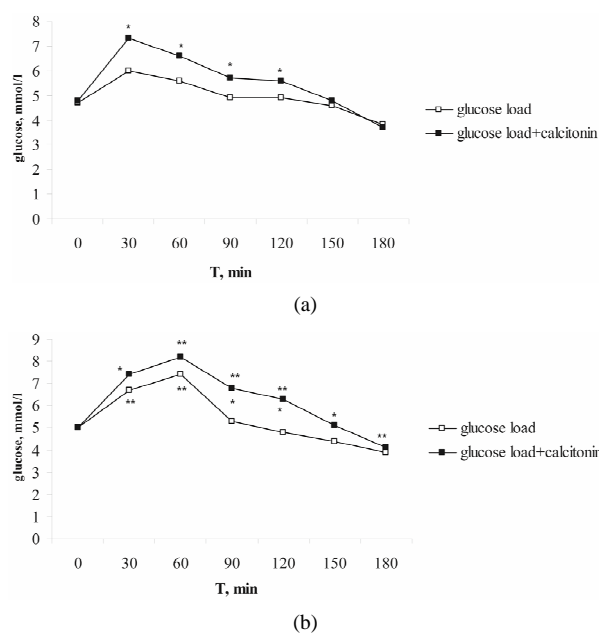 8
7
6
5
4
3
2
1
0
glucose, mmol/l
* * * *
glucose load
glucose load+calcitonin
0 30 60 90 120 150 180
T, min
(a)
9
8
7
6
5
4
3
2
1
0
glucose, mmol/l
**
* ** **
*
** ** * * **
glucose load
glucose load+calcitonin
0 30 60 90 120 150 180
T, min
(b)